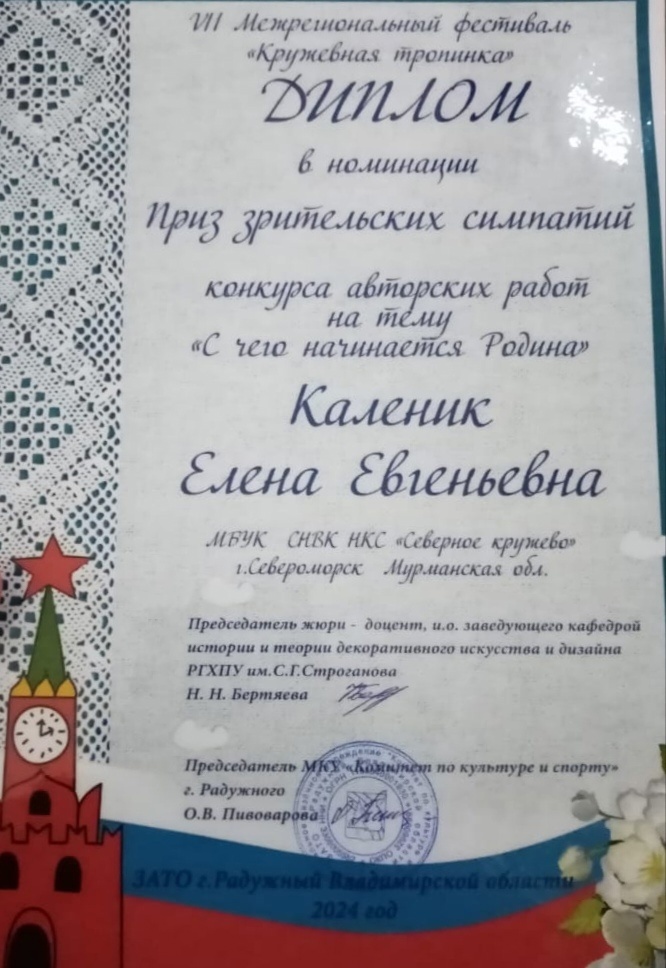 VII Межрегиональный фестиваль
«Кружевная тропинка»
ДИПЛОМ
в номинации
Приз зрительских симпатий
конкурса авторских работ
на тему
«С чего начинается Родина»
Каленик
Елена Евгеньевна
МБУК СНВК НКС «Северное кружево»
г.Североморск Мурманская обл.
Председатель жюри - доцент, и.о. заведующего кафедрой
истории и теории декоративного искусства и дизайна
РГХПУ им.С.Г.Строганова
Н. Н. Бертяева
Председатель МКУ «Комитет по культуре и спорту»
г. Радужного
О.В. Пивоварова
ЗАТО г.Радужный Владимирской области
2024 год